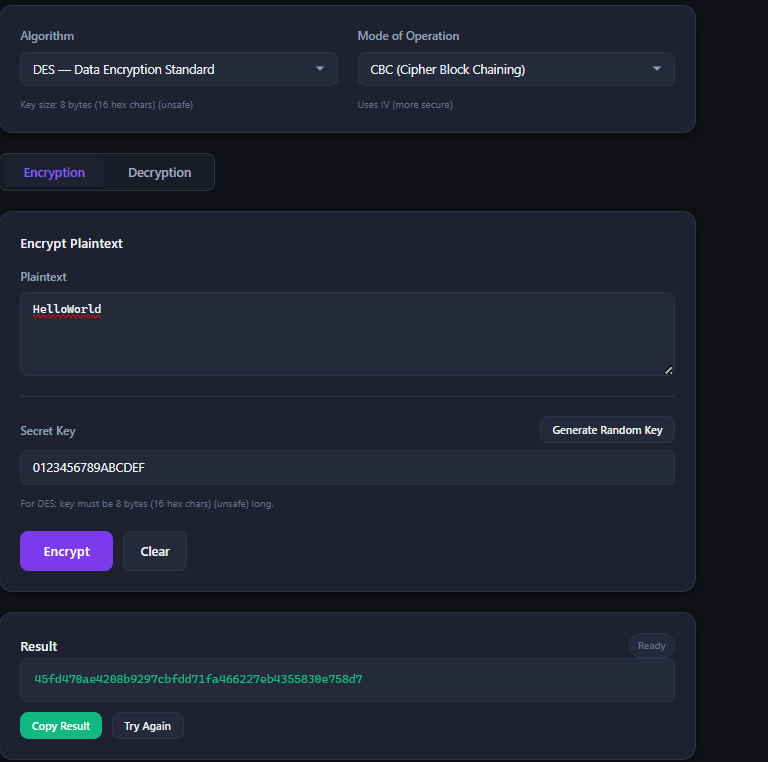 Algorithm
Mode of Operation
DES — Data Encryption Standard
CBC (Cipher Block Chaining)
Key size: 8 bytes (16 hex chars) (unsafe)
Uses IV (more secure)
Encryption
Decryption
Encrypt Plaintext
Plaintext
HelloWorld
Secret Key
Generate Random Key
0123456789ABCDEF
For DES: key must be 8 bytes (16 hex chars) (unsafe) long.
Encrypt
Clear
Result
Ready
45fd470ae4208b9297cbfdd71fa466227eb4355830e758d7
Copy Result
Try Again